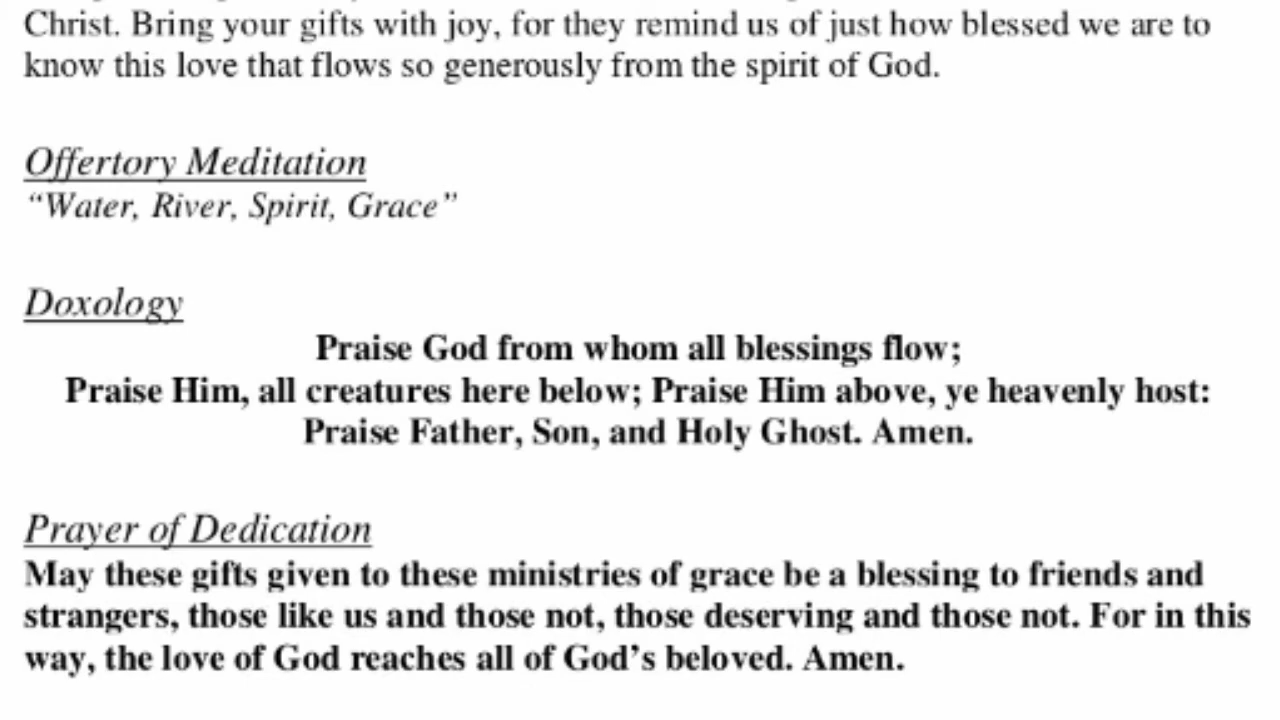 Christ. Bring your gifts with joy, for they remind us of just how blessed we are to
know this love that flows so generously from the spirit of God.
Offertory Meditation
“Water, River, Spirit, Grace”
Doxology
Praise God from whom all blessings flow;
Praise Him, all creatures here below; Praise Him above, ye heavenly host:
Praise Father, Son, and Holy Ghost. Amen.
Prayer of Dedication
May these gifts given to these ministries of grace be a blessing to friends and
strangers, those like us and those not, those deserving and those not. For in this
way, the love of God reaches all of God’s beloved. Amen.